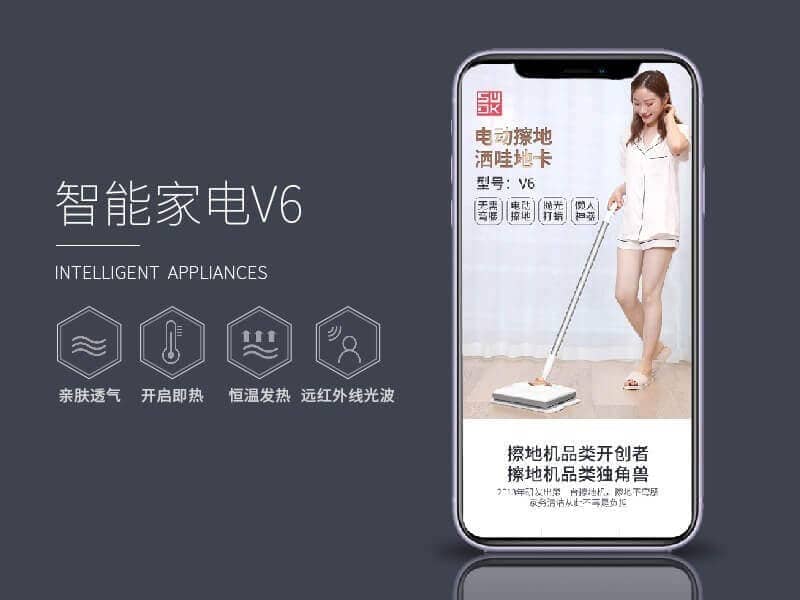 智能家电V6
INTELLIGENT APPLIANCES
亲肤透气
开启即热
恒温发热
远红外线光波
SU
OK
电动擦地
洒哇地卡
型号：V6
无需
弯腰
电动
擦地
抛光
打蜡
懒人
神器
擦地机品类开创者
擦地机品类独角兽